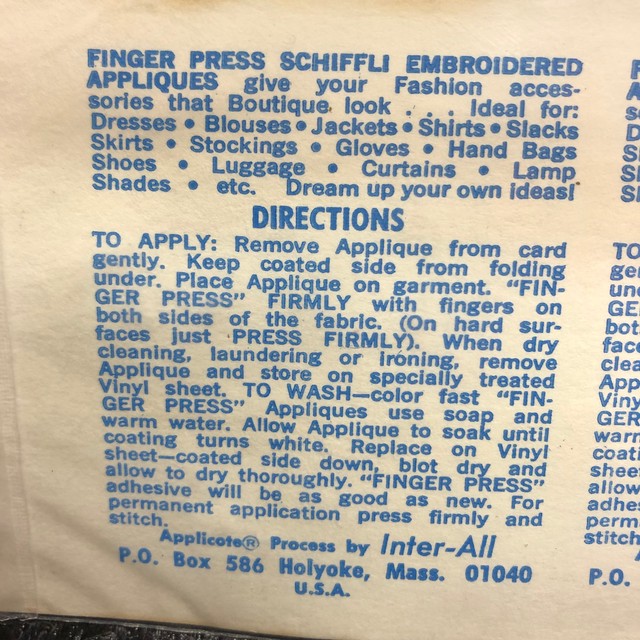 FINGER PRESS SCHIFFLI EMBROIDERED
APPLIQUES give your Fashion acces-
sories that Boutique look . . . Ideal for:
Dresses • Blouses • Jackets • Shirts • Slacks
Skirts • Stockings • Gloves • Hand Bags
Shoes • Luggage • Curtains • Lamp
Shades • etc. Dream up your own ideas!
DIRECTIONS
TO APPLY: Remove Applique from card
gently. Keep coated side from folding
under. Place Applique on garment. "FIN-
GER PRESS" FIRMLY with fingers on
both sides of the fabric. (On hard sur-
faces just PRESS FIRMLY). When dry
cleaning, laundering or ironing, remove
Applique and store on specially treated
Vinyl sheet. TO WASH—color fast "FIN-
GER PRESS" Appliques use soap and
warm water. Allow Applique to soak until
coating turns white. Replace on Vinyl
sheet—coated side down, blot dry and
allow to dry thoroughly. "FINGER PRESS"
adhesive will be as good as new. For
permanent application press firmly and
stitch.
Applicote® Process by Inter-All
P.O. Box 586 Holyoke, Mass. 01040
U.S.A.
TO
P.O.